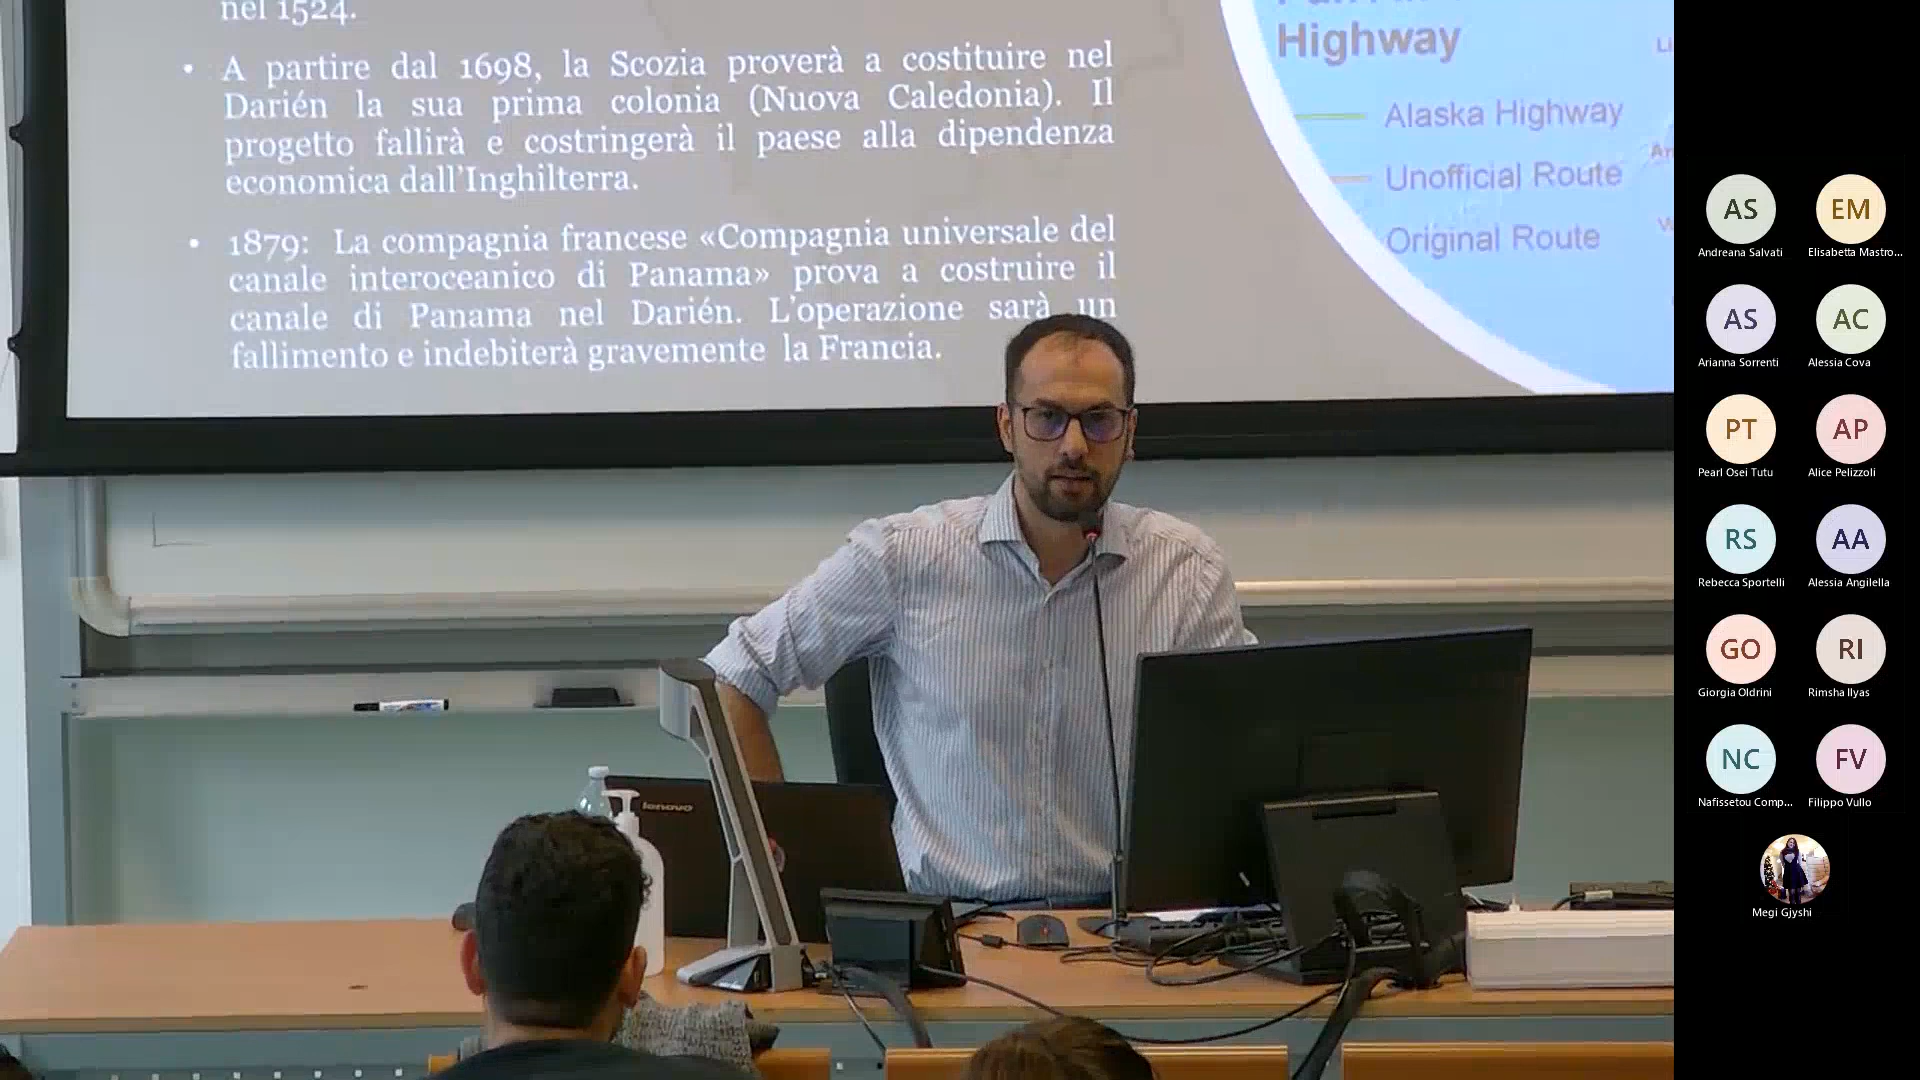 nel 1524.
• A partire dal 1698, la Scozia proverà a costituire nel
Darién la sua prima colonia (Nuova Caledonia). Il
progetto fallirà e costringerà il paese alla dipendenza
economica dall'Inghilterra.
• 1879: La compagnia francese «Compagnia universale del
canale interoceanico di Panama» prova a costruire il
canale di Panama nel Darién. L'operazione sarà un
fallimento e indebiterà gravemente la Francia.
Highway
Alaska Highway
Unofficial Route
Original Route
lenovo
AS
Andreana Salvati
EM
Elisabetta Mastro...
AS
Arianna Sorrenti
AC
Alessia Cova
PT
Pearl Osei Tutu
AP
Alice Pelizzoli
RS
Rebecca Sportelli
AA
Alessia Angilella
GO
Giorgia Oldrini
RI
Rimsha Ilyas
NC
Nafissetou Comp...
FV
Filippo Vullo
Megi Gjyshi